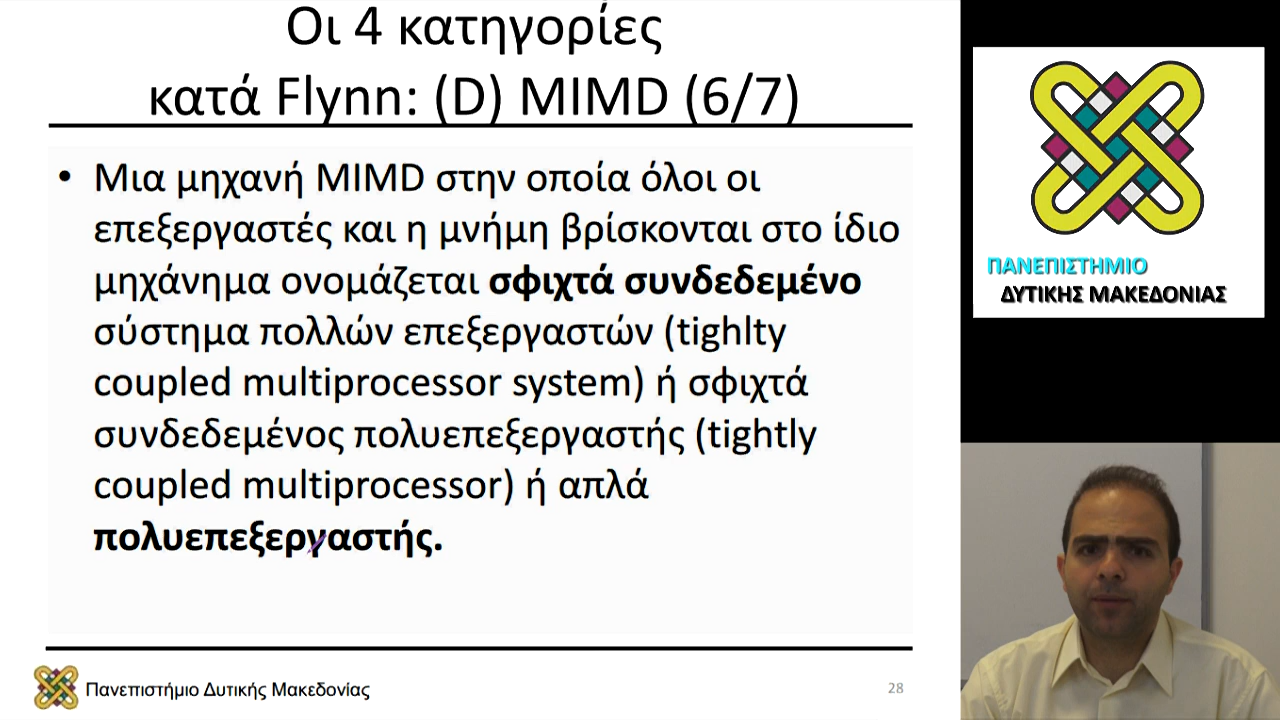 Οι 4 κατηγορίες
κατά Flynn: (D) MIMD (6/7)
• Μια μηχανή MIMD στην οποία όλοι οι
επεξεργαστές και η μνήμη βρίσκονται στο ίδιο
μηχάνημα ονομάζεται σφιχτά συνδεδεμένο
σύστημα πολλών επεξεργαστών (tighlty
coupled multiprocessor system) ή σφιχτά
συνδεδεμένος πολυεπεξεργαστής (tightly
coupled multiprocessor) ή απλά
πολυεπεξεργαστής.
Πανεπιστήμιο Δυτικής Μακεδονίας
28
ΠΑΝΕΠΙΣΤΗΜΙΟ
ΔΥΤΙΚΗΣ ΜΑΚΕΔΟΝΙΑΣ